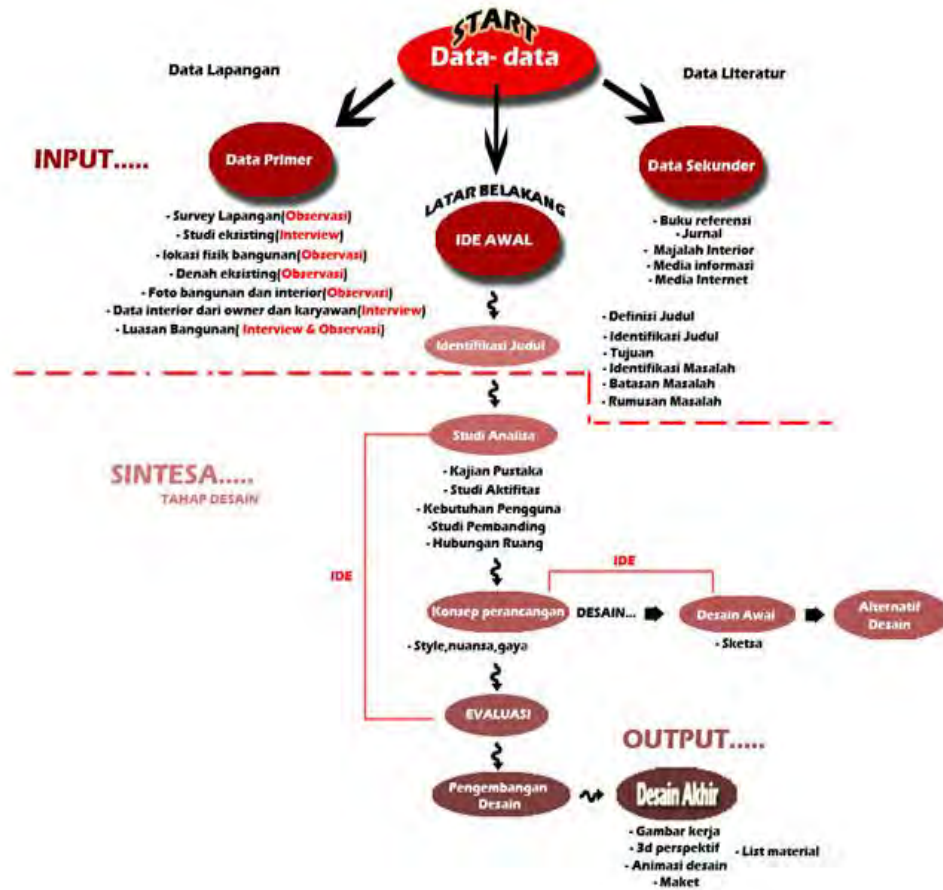 START
Data- data
Data Lapangan
Data Literatur
INPUT.....
Data Primer
Data Sekunder
LATAR BELAKANG
IDE AWAL
- Survey Lapangan(Observasi)
- Studi eksisting(Interview)
- lokasi fisik bangunan(Observasi)
- Denah eksisting(Observasi)
- Foto bangunan dan interior(Observasi)
- Data interior dari owner dan karyawan(Interview)
- Luasan Bangunan( Interview & Observasi)
- Buku referensi
- Jurnal
- Majalah Interior
- Media informasi
- Media Internet
Identifikasi Judul
- Definisi Judul
- Identifikasi Judul
- Tujuan
- Identifikasi Masalah
- Batasan Masalah
- Rumusan Masalah
Studi Analisa
SINTESA.....
TAHAP DESAIN
- Kajian Pustaka
- Studi Aktifitas
- Kebutuhan Pengguna
-Studi Pembanding
- Hubungan Ruang
IDE
IDE
Konsep perancangan
DESAIN...
Desain Awal
Alternatif
Desain
- Style,nuansa,gaya
- Sketsa
EVALUASI
OUTPUT.....
Pengembangan
Desain
Desain Akhir
- Gambar kerja
- 3d perspektif
- List material
- Animasi desain
- Maket